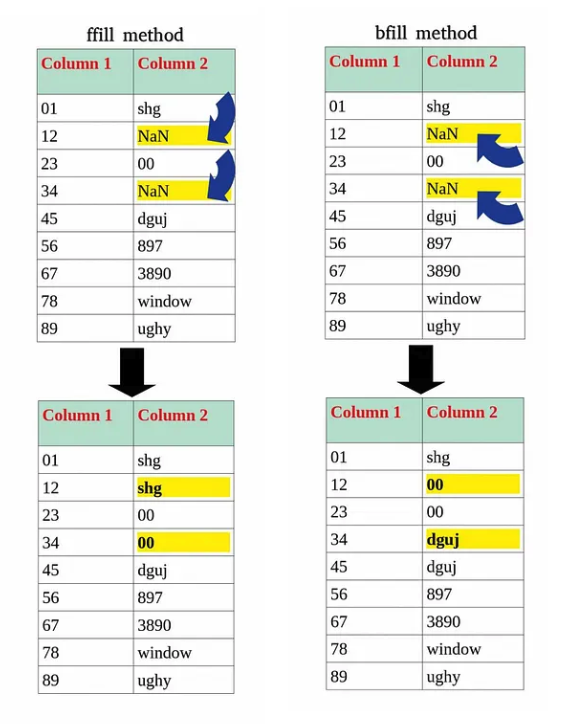 ffill method
Column 1 Column 2
01 shg
12 NaN
23 00
34 NaN
45 dguj
56 897
67 3890
78 window
89 ughy
bfill method
Column 1 Column 2
01 shg
12 NaN
23 00
34 NaN
45 dguj
56 897
67 3890
78 window
89 ughy
Column 1 Column 2
01 shg
12 shg
23 00
34 00
45 dguj
56 897
67 3890
78 window
89 ughy
Column 1 Column 2
01 shg
12 00
23 00
34 dguj
45 dguj
56 897
67 3890
78 window
89 ughy